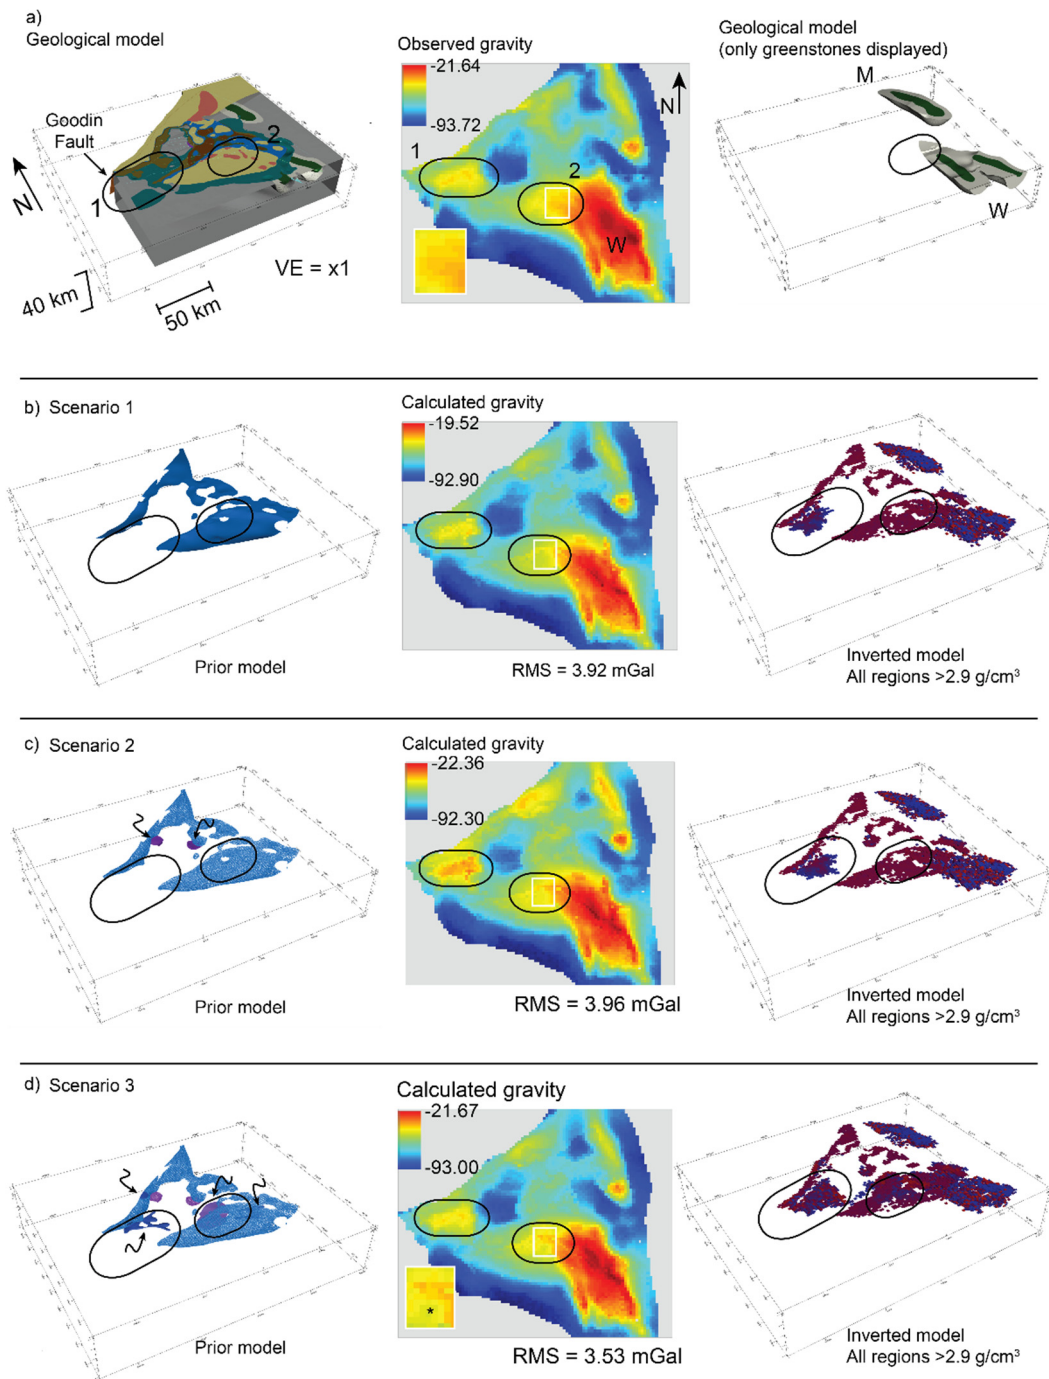 a)
Geological model
Goodin
Fault
N
1
2
40 km
50 km
VE = x1
Observed gravity
-21.64
-93.72
N
1
2
W
Geological model
(only greenstones displayed)
M
W
b) Scenario 1
Prior model
Calculated gravity
-19.52
-92.90
RMS = 3.92 mGal
Inverted model
All regions >2.9 g/cm³
c) Scenario 2
Prior model
Calculated gravity
-22.36
-92.30
RMS = 3.96 mGal
Inverted model
All regions >2.9 g/cm³
d) Scenario 3
Prior model
Calculated gravity
-21.67
-93.00
*
RMS = 3.53 mGal
Inverted model
All regions >2.9 g/cm³